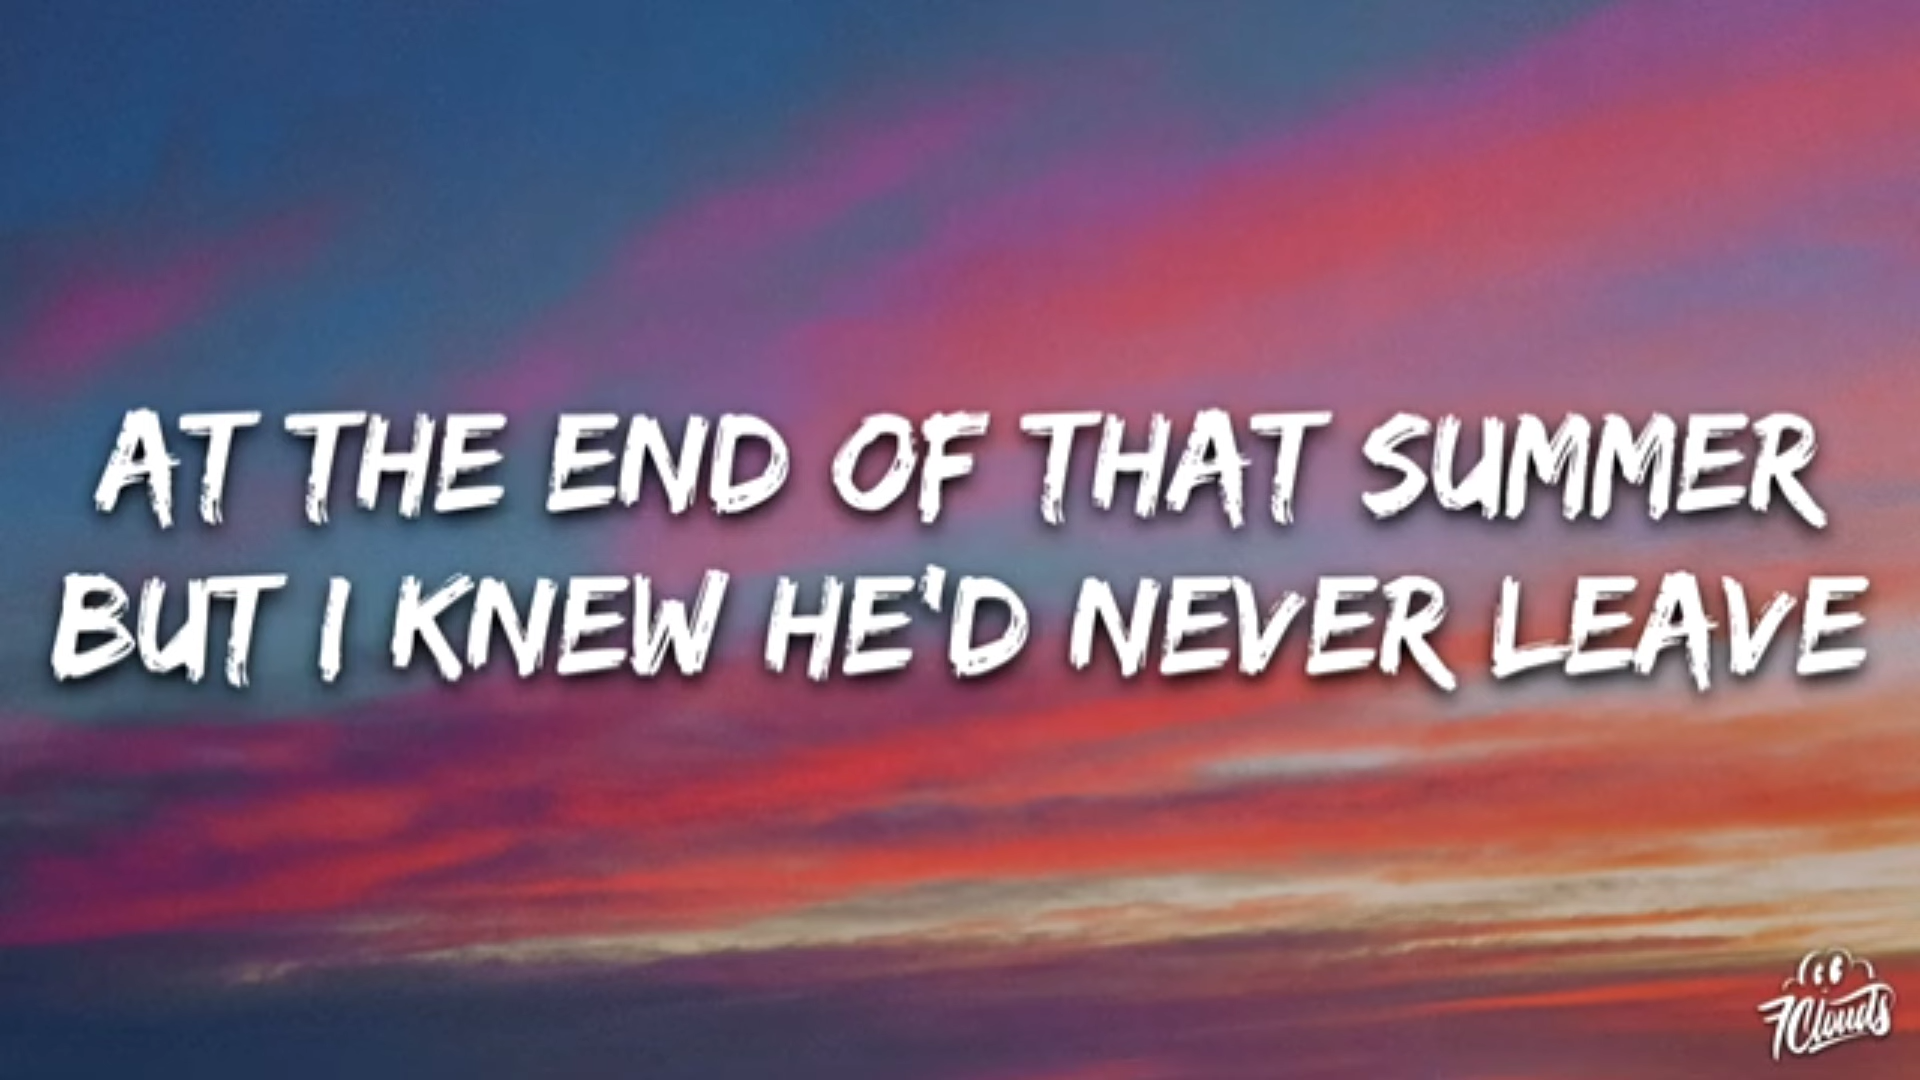 AT THE END OF THAT SUMMER
BUT I KNEW HE'D NEVER LEAVE
7Clouds